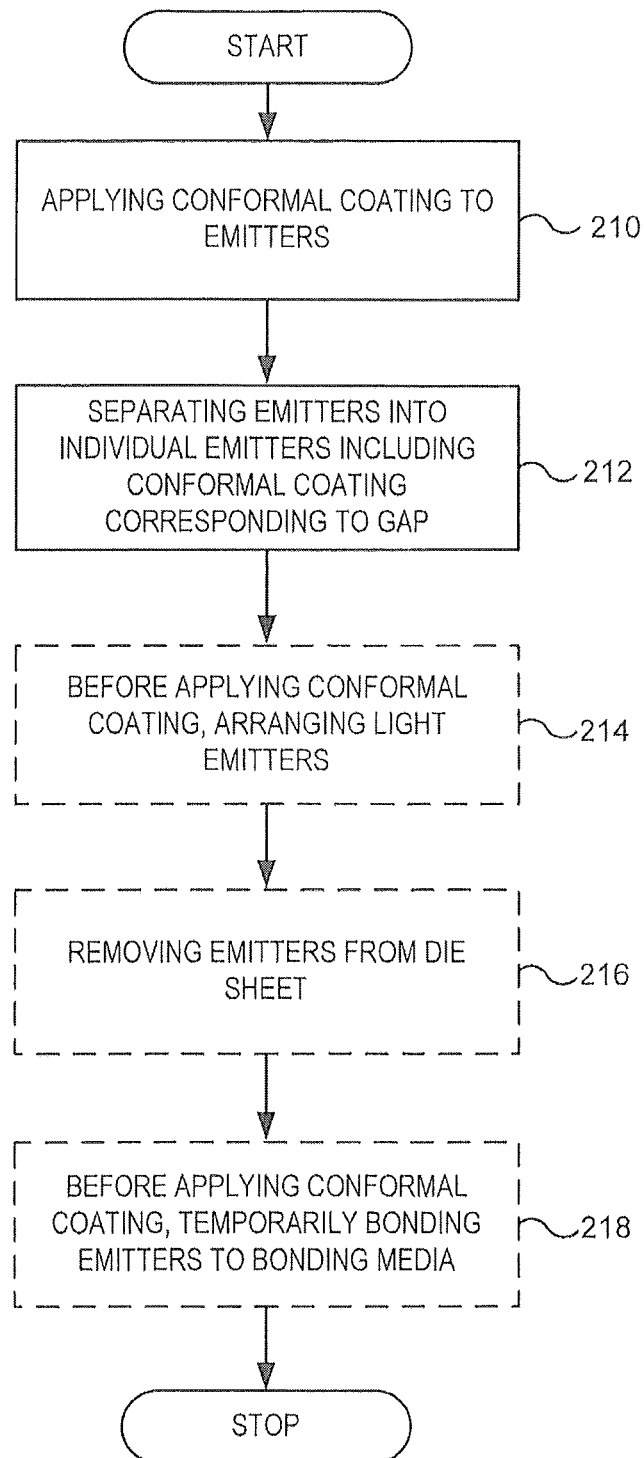 START
APPLYING CONFORMAL COATING TO
EMITTERS
210
SEPARATING EMITTERS INTO
INDIVIDUAL EMITTERS INCLUDING
CONFORMAL COATING
CORRESPONDING TO GAP
212
BEFORE APPLYING CONFORMAL
COATING, ARRANGING LIGHT
EMITTERS
214
REMOVING EMITTERS FROM DIE
SHEET
216
BEFORE APPLYING CONFORMAL
COATING, TEMPORARILY BONDING
EMITTERS TO BONDING MEDIA
218
STOP